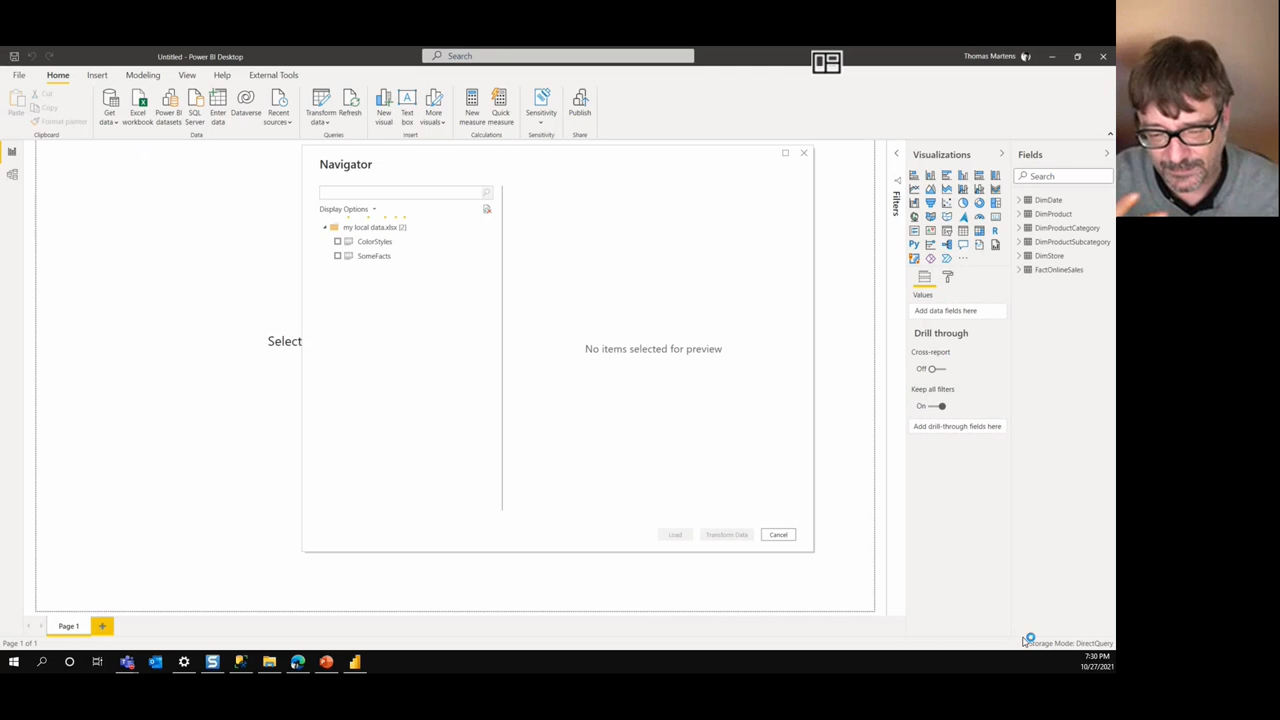 Untitled - Power BI Desktop
Search
Thomas Martens
File
Home
Insert
Modeling
View
Help
External Tools
Paste
Cut
Copy
Format painter
Clipboard
Get data
Excel workbook
Power BI datasets
SQL Server
Enter data
Dataverse
Recent sources
Data
Transform data
Refresh
Queries
New visual
Text box
More visuals
Insert
New measure
Quick measure
Calculations
Sensitivity
Sensitivity
Publish
Share
Navigator
Display Options
my local data.xlsx [2]
ColorStyles
SomeFacts
Select
No items selected for preview
Load
Transform Data
Cancel
Filters
Visualizations
R
Py
Values
Add data fields here
Drill through
Cross-report
Off
Keep all filters
On
Add drill-through fields here
Fields
Search
DimDate
DimProduct
DimProductCategory
DimProductSubcategory
DimStore
FactOnlineSales
Page 1
Page 1 of 1
Storage Mode: DirectQuery
7:30 PM
10/27/2021